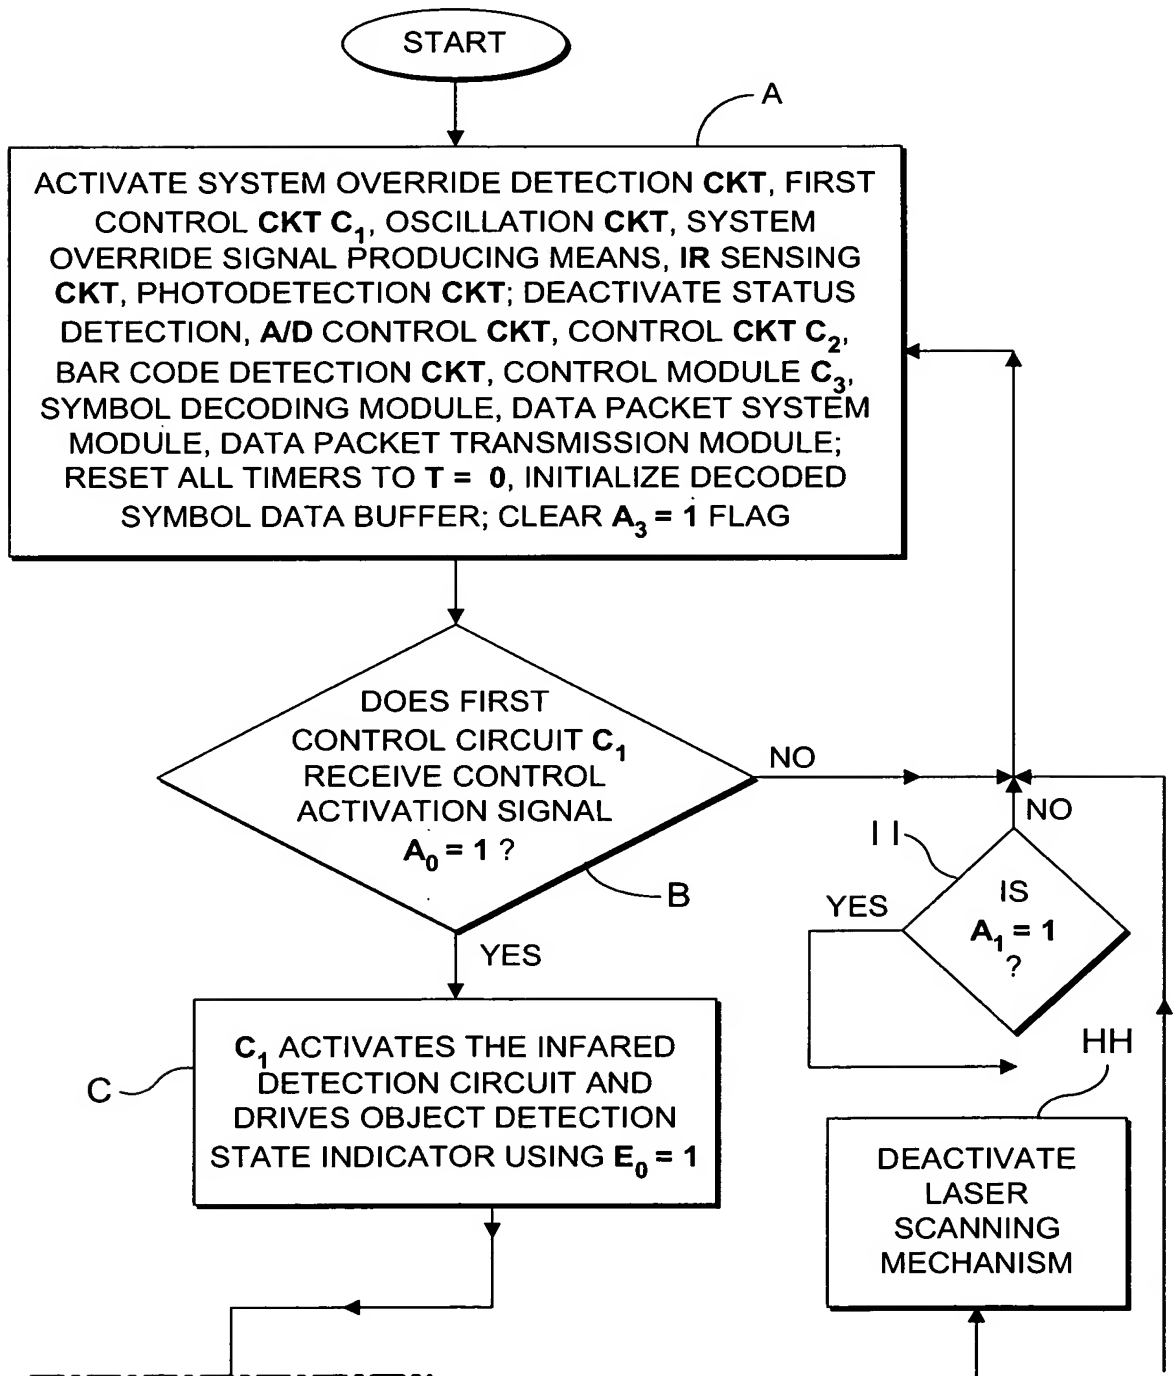 START
A
ACTIVATE SYSTEM OVERRIDE DETECTION CKT, FIRST
CONTROL CKT C1, OSCILLATION CKT, SYSTEM
OVERRIDE SIGNAL PRODUCING MEANS, IR SENSING
CKT, PHOTODETECTION CKT; DEACTIVATE STATUS
DETECTION, A/D CONTROL CKT, CONTROL CKT C2,
BAR CODE DETECTION CKT, CONTROL MODULE C3,
SYMBOL DECODING MODULE, DATA PACKET SYSTEM
MODULE, DATA PACKET TRANSMISSION MODULE;
RESET ALL TIMERS TO T = 0, INITIALIZE DECODED
SYMBOL DATA BUFFER; CLEAR A3 = 1 FLAG
DOES FIRST
CONTROL CIRCUIT C1
RECEIVE CONTROL
ACTIVATION SIGNAL
A0 = 1 ?
NO
B
YES
NO
II
YES
IS
A1 = 1
?
C
C1 ACTIVATES THE INFARED
DETECTION CIRCUIT AND
DRIVES OBJECT DETECTION
STATE INDICATOR USING E0 = 1
HH
DEACTIVATE
LASER
SCANNING
MECHANISM